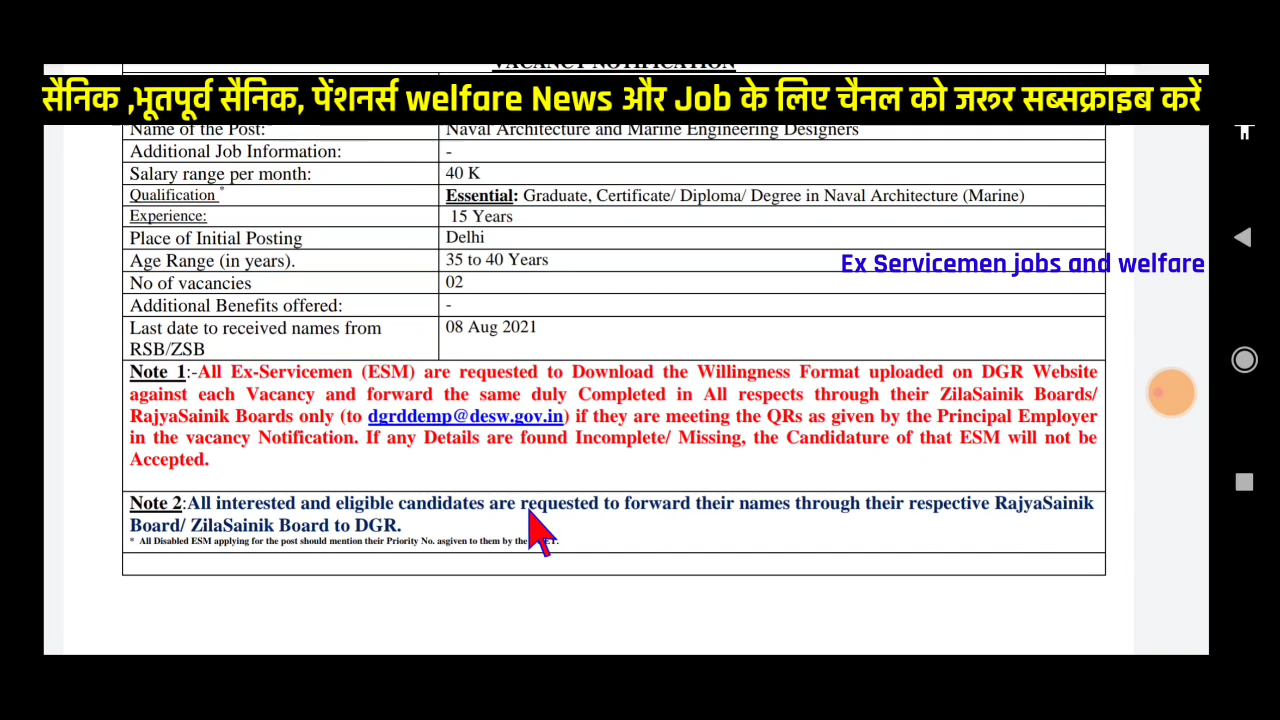 VACANCY NOTIFICATION
सैनिक ,भूतपूर्व सैनिक, पेंशनर्स welfare News और Job के लिए चैनल को जरूर सब्सक्राइब करें
Name of the Post: Naval Architecture and Marine Engineering Designers
Additional Job Information: -
Salary range per month: 40 K
Qualification * Essential: Graduate, Certificate/ Diploma/ Degree in Naval Architecture (Marine)
Experience: 15 Years
Place of Initial Posting Delhi
Age Range (in years). 35 to 40 Years
Ex Servicemen jobs and welfare
No of vacancies 02
Additional Benefits offered: -
Last date to received names from 08 Aug 2021
RSB/ZSB
Note 1:-All Ex-Servicemen (ESM) are requested to Download the Willingness Format uploaded on DGR Website
against each Vacancy and forward the same duly Completed in All respects through their ZilaSainik Boards/
RajyaSainik Boards only (to dgrddemp@desw.gov.in) if they are meeting the QRs as given by the Principal Employer
in the vacancy Notification. If any Details are found Incomplete/ Missing, the Candidature of that ESM will not be
Accepted.
Note 2:All interested and eligible candidates are requested to forward their names through their respective RajyaSainik
Board/ ZilaSainik Board to DGR.
* All Disabled ESM applying for the post should mention their Priority No. asgiven to them by the